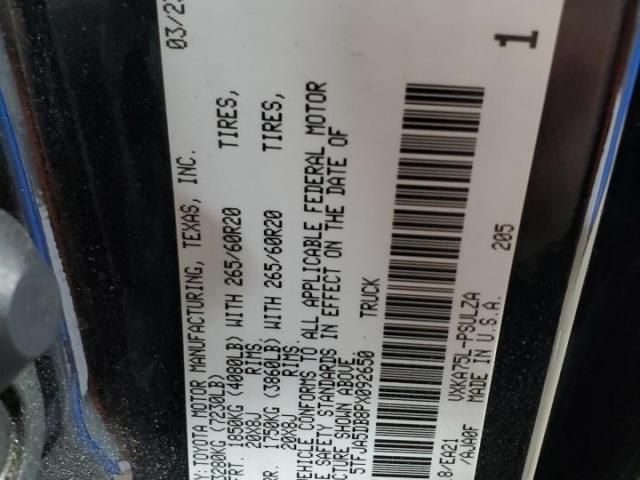 Y: TOYOTA MOTOR MANUFACTURING, TEXAS, INC. 03/2
3280KG (7230LB)
FRT. 1850KG (4080LB) WITH 265/60R20 TIRES,
20X8J RIMS.
RR. 1750KG (3860LB) WITH 265/60R20 TIRES,
20X8J RIMS.
VEHICLE CONFORMS TO ALL APPLICABLE FEDERAL MOTOR
E SAFETY STANDARDS IN EFFECT ON THE DATE OF
CTURE SHOWN ABOVE.
5TFJA5DB8PX092650 TRUCK
8/EA21 VXKA75L-PSULZA 205
/AJA0F MADE IN U.S.A.
1